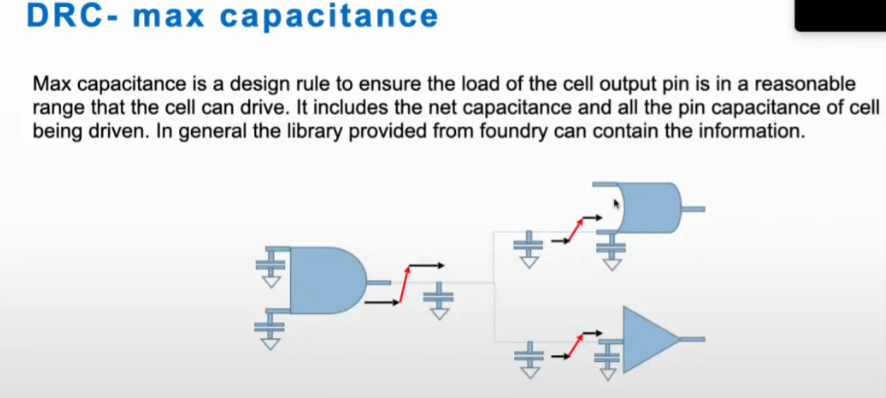 DRC- max capacitance
Max capacitance is a design rule to ensure the load of the cell output pin is in a reasonable
range that the cell can drive. It includes the net capacitance and all the pin capacitance of cell
being driven. In general the library provided from foundry can contain the information.